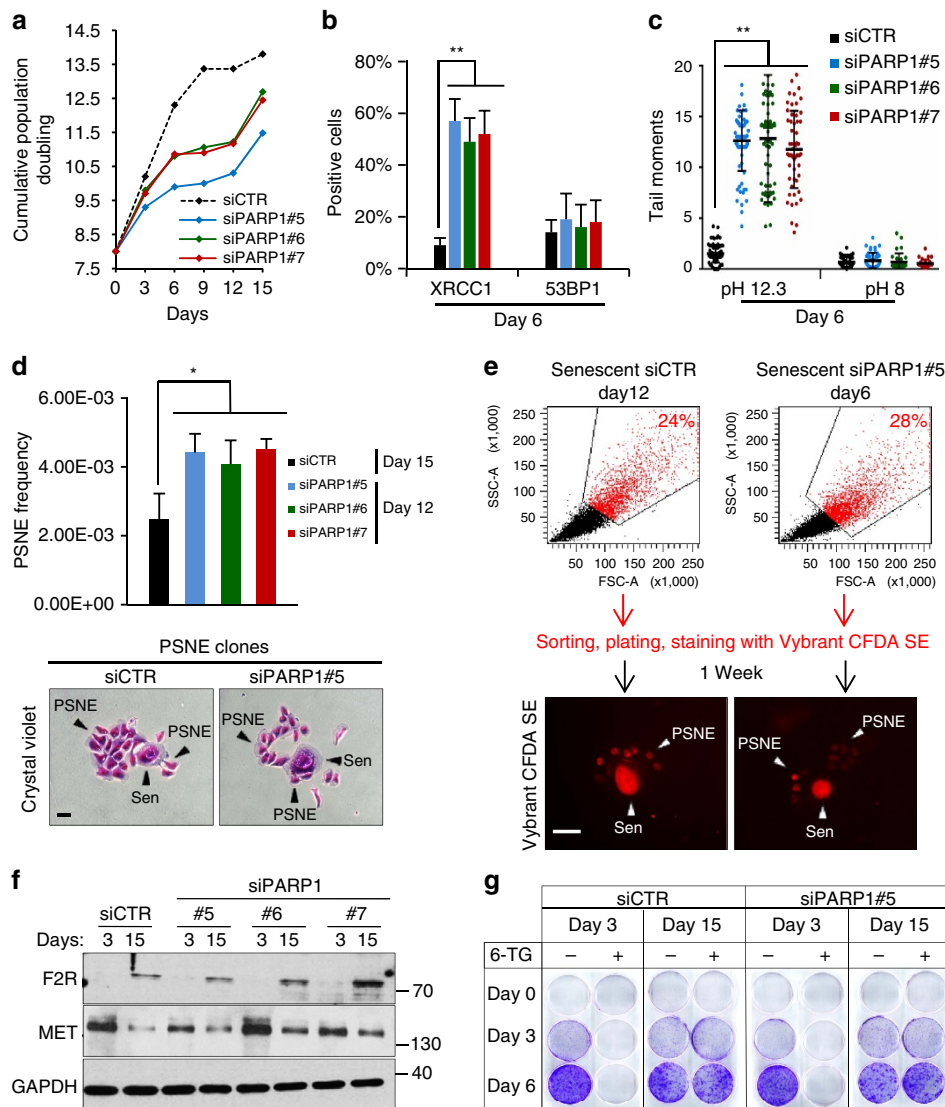 a
Cumulative population
doubling
13.5
12.5
11.5
10.5
9.5
8.5
7.5
siCTR
siPARP1#5
siPARP1#6
siPARP1#7
0 3 6 9 12 15
Days
b
Positive cells
80%
60%
40%
20%
0%
**
XRCC1 53BP1
Day 6
c
Tail moments
20
15
10
5
0
**
siCTR
siPARP1#5
siPARP1#6
siPARP1#7
pH 12.3 pH 8
Day 6
d
PSNE frequency
6.00E-03
4.00E-03
2.00E-03
0.00E+00
*
siCTR Day 15
siPARP1#5
siPARP1#6 Day 12
siPARP1#7
PSNE clones
siCTR siPARP1#5
Crystal violet
PSNE
PSNE
Sen
Sen
PSNE
e
Senescent siCTR
day12
Senescent siPARP1#5
day6
24%
28%
SSC-A (x1,000)
250
200
150
100
50
50 100 150 200 250
FSC-A (x1,000)
250
200
150
100
50
SSC-A (x1,000)
50 100 150 200 250
FSC-A (x1,000)
Sorting, plating, staining with Vybrant CFDA SE
1 Week
Vybrant CFDA SE
PSNE
Sen
PSNE
PSNE
Sen
f
siPARP1
siCTR #5 #6 #7
Days: 3 15 3 15 3 15 3 15
F2R
70
MET
130
40
GAPDH
g
siCTR siPARP1#5
Day 3 Day 15 Day 3 Day 15
6-TG − + − + − + − +
Day 0
Day 3
Day 6